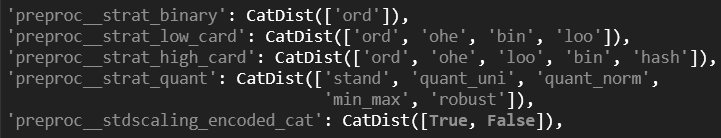 'preproc__strat_binary': CatDist(['ord']),
'preproc__strat_low_card': CatDist(['ord', 'ohe', 'bin', 'loo']),
'preproc__strat_high_card': CatDist(['ord', 'ohe', 'loo', 'bin', 'hash']),
'preproc__strat_quant': CatDist(['stand', 'quant_uni', 'quant_norm',
'min_max', 'robust']),
'preproc__stdscaling_encoded_cat': CatDist([True, False]),